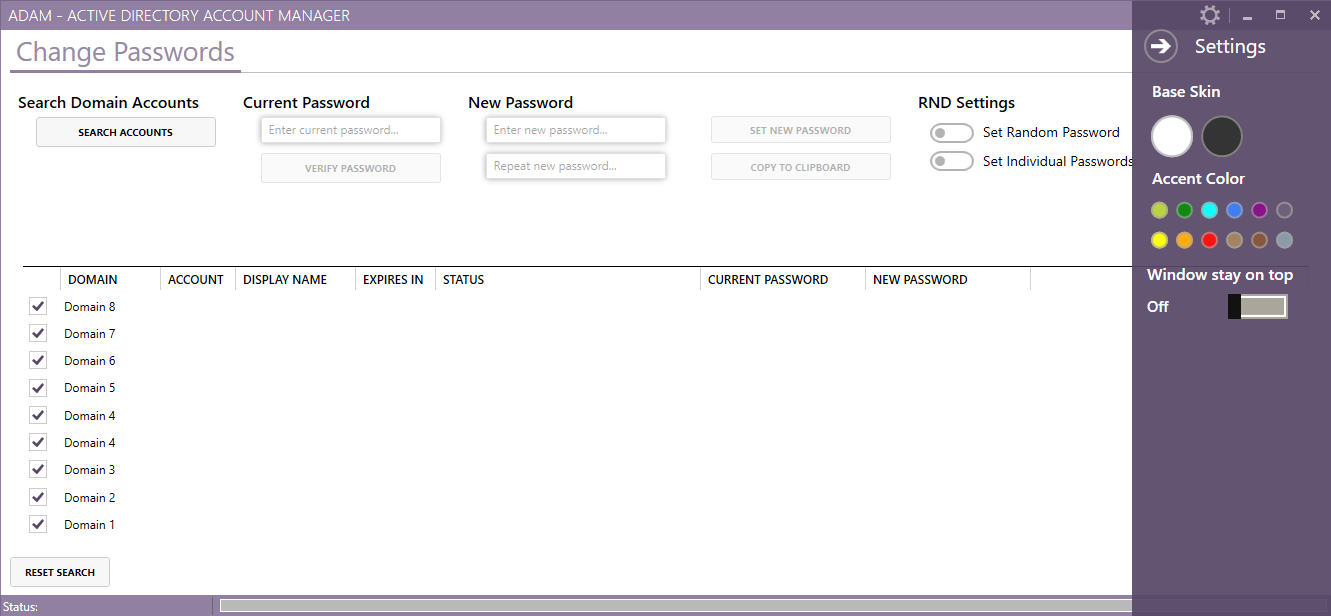 ADAM - ACTIVE DIRECTORY ACCOUNT MANAGER
Change Passwords
Search Domain Accounts
SEARCH ACCOUNTS
Current Password
Enter current password...
VERIFY PASSWORD
New Password
Enter new password...
Repeat new password...
SET NEW PASSWORD
COPY TO CLIPBOARD
RND Settings
Set Random Password
Set Individual Passwords
DOMAIN ACCOUNT DISPLAY NAME EXPIRES IN STATUS CURRENT PASSWORD NEW PASSWORD
Domain 8
Domain 7
Domain 6
Domain 5
Domain 4
Domain 4
Domain 3
Domain 2
Domain 1
RESET SEARCH
Status:
Settings
Base Skin
Accent Color
Window stay on top
Off